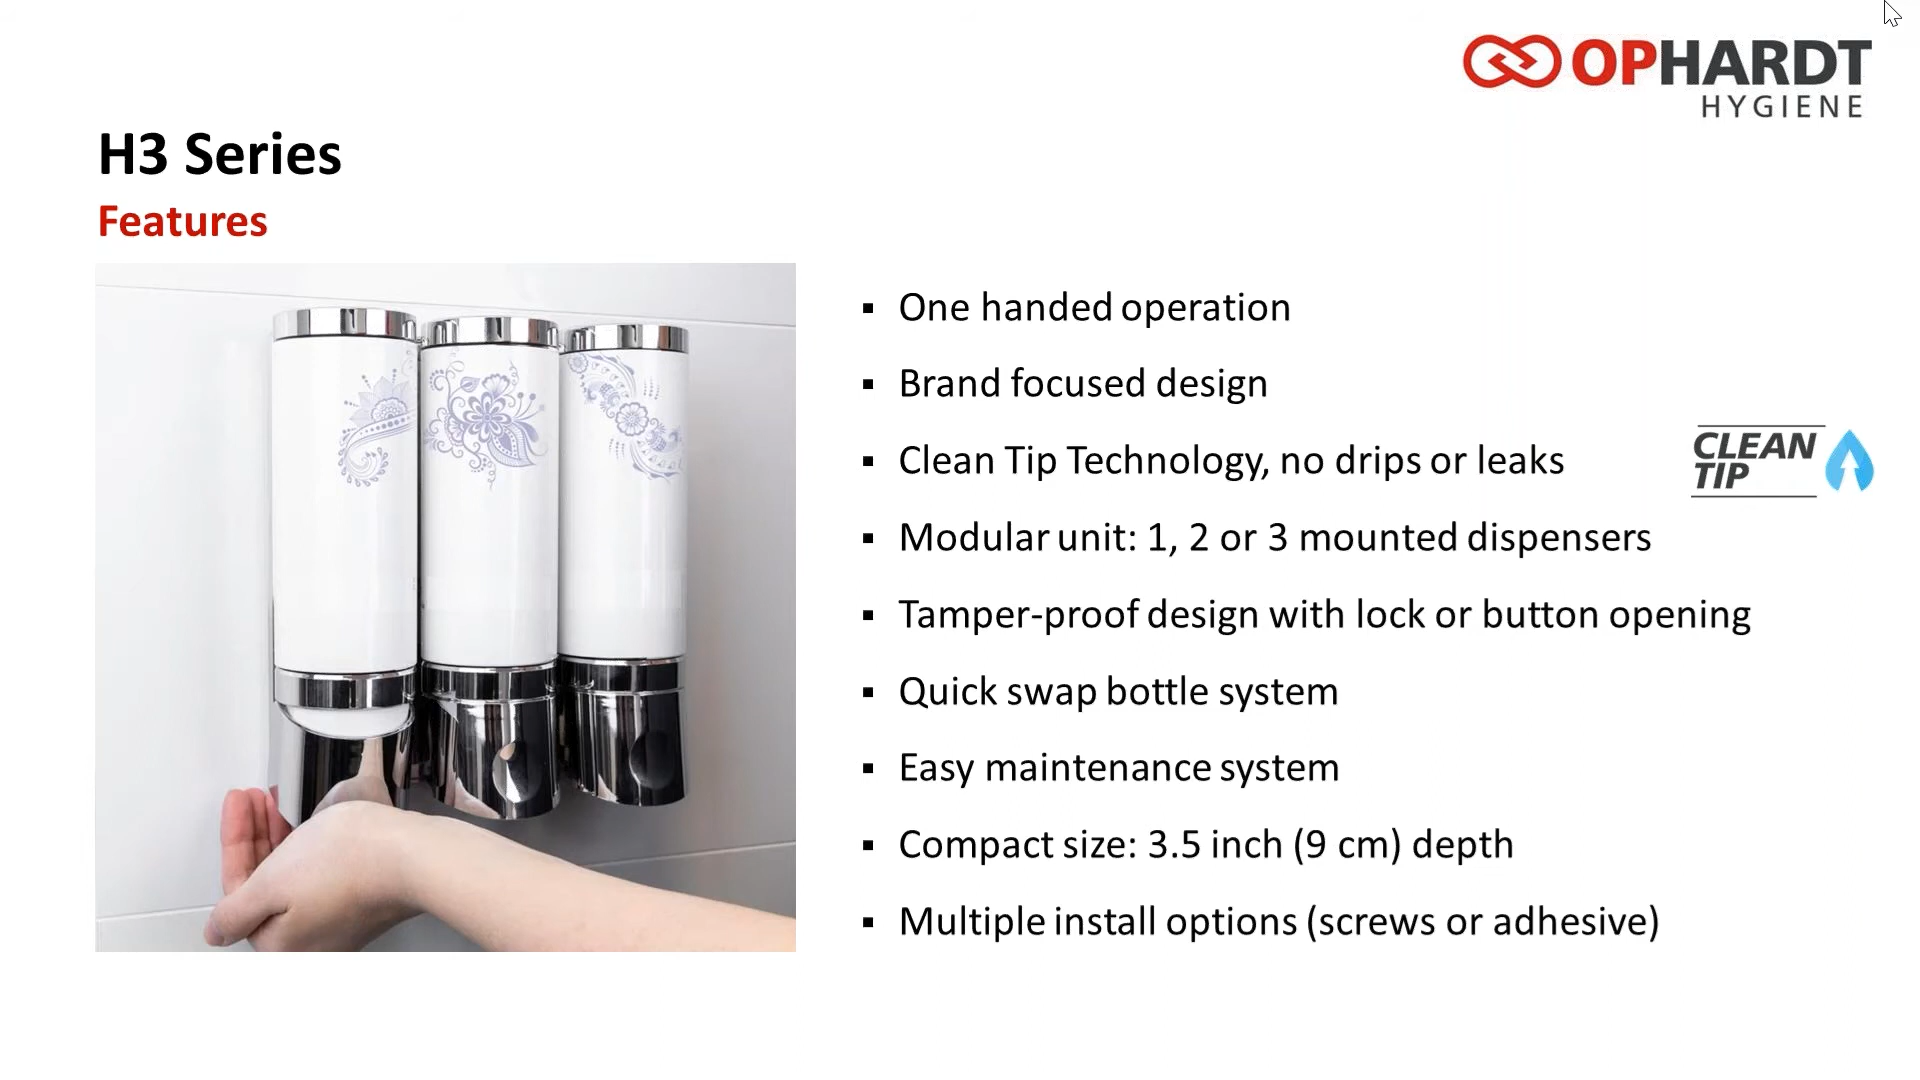 OPHARDT
HYGIENE
H3 Series
Features
▪ One handed operation
▪ Brand focused design
▪ Clean Tip Technology, no drips or leaks
CLEAN
TIP
▪ Modular unit: 1, 2 or 3 mounted dispensers
▪ Tamper-proof design with lock or button opening
▪ Quick swap bottle system
▪ Easy maintenance system
▪ Compact size: 3.5 inch (9 cm) depth
▪ Multiple install options (screws or adhesive)